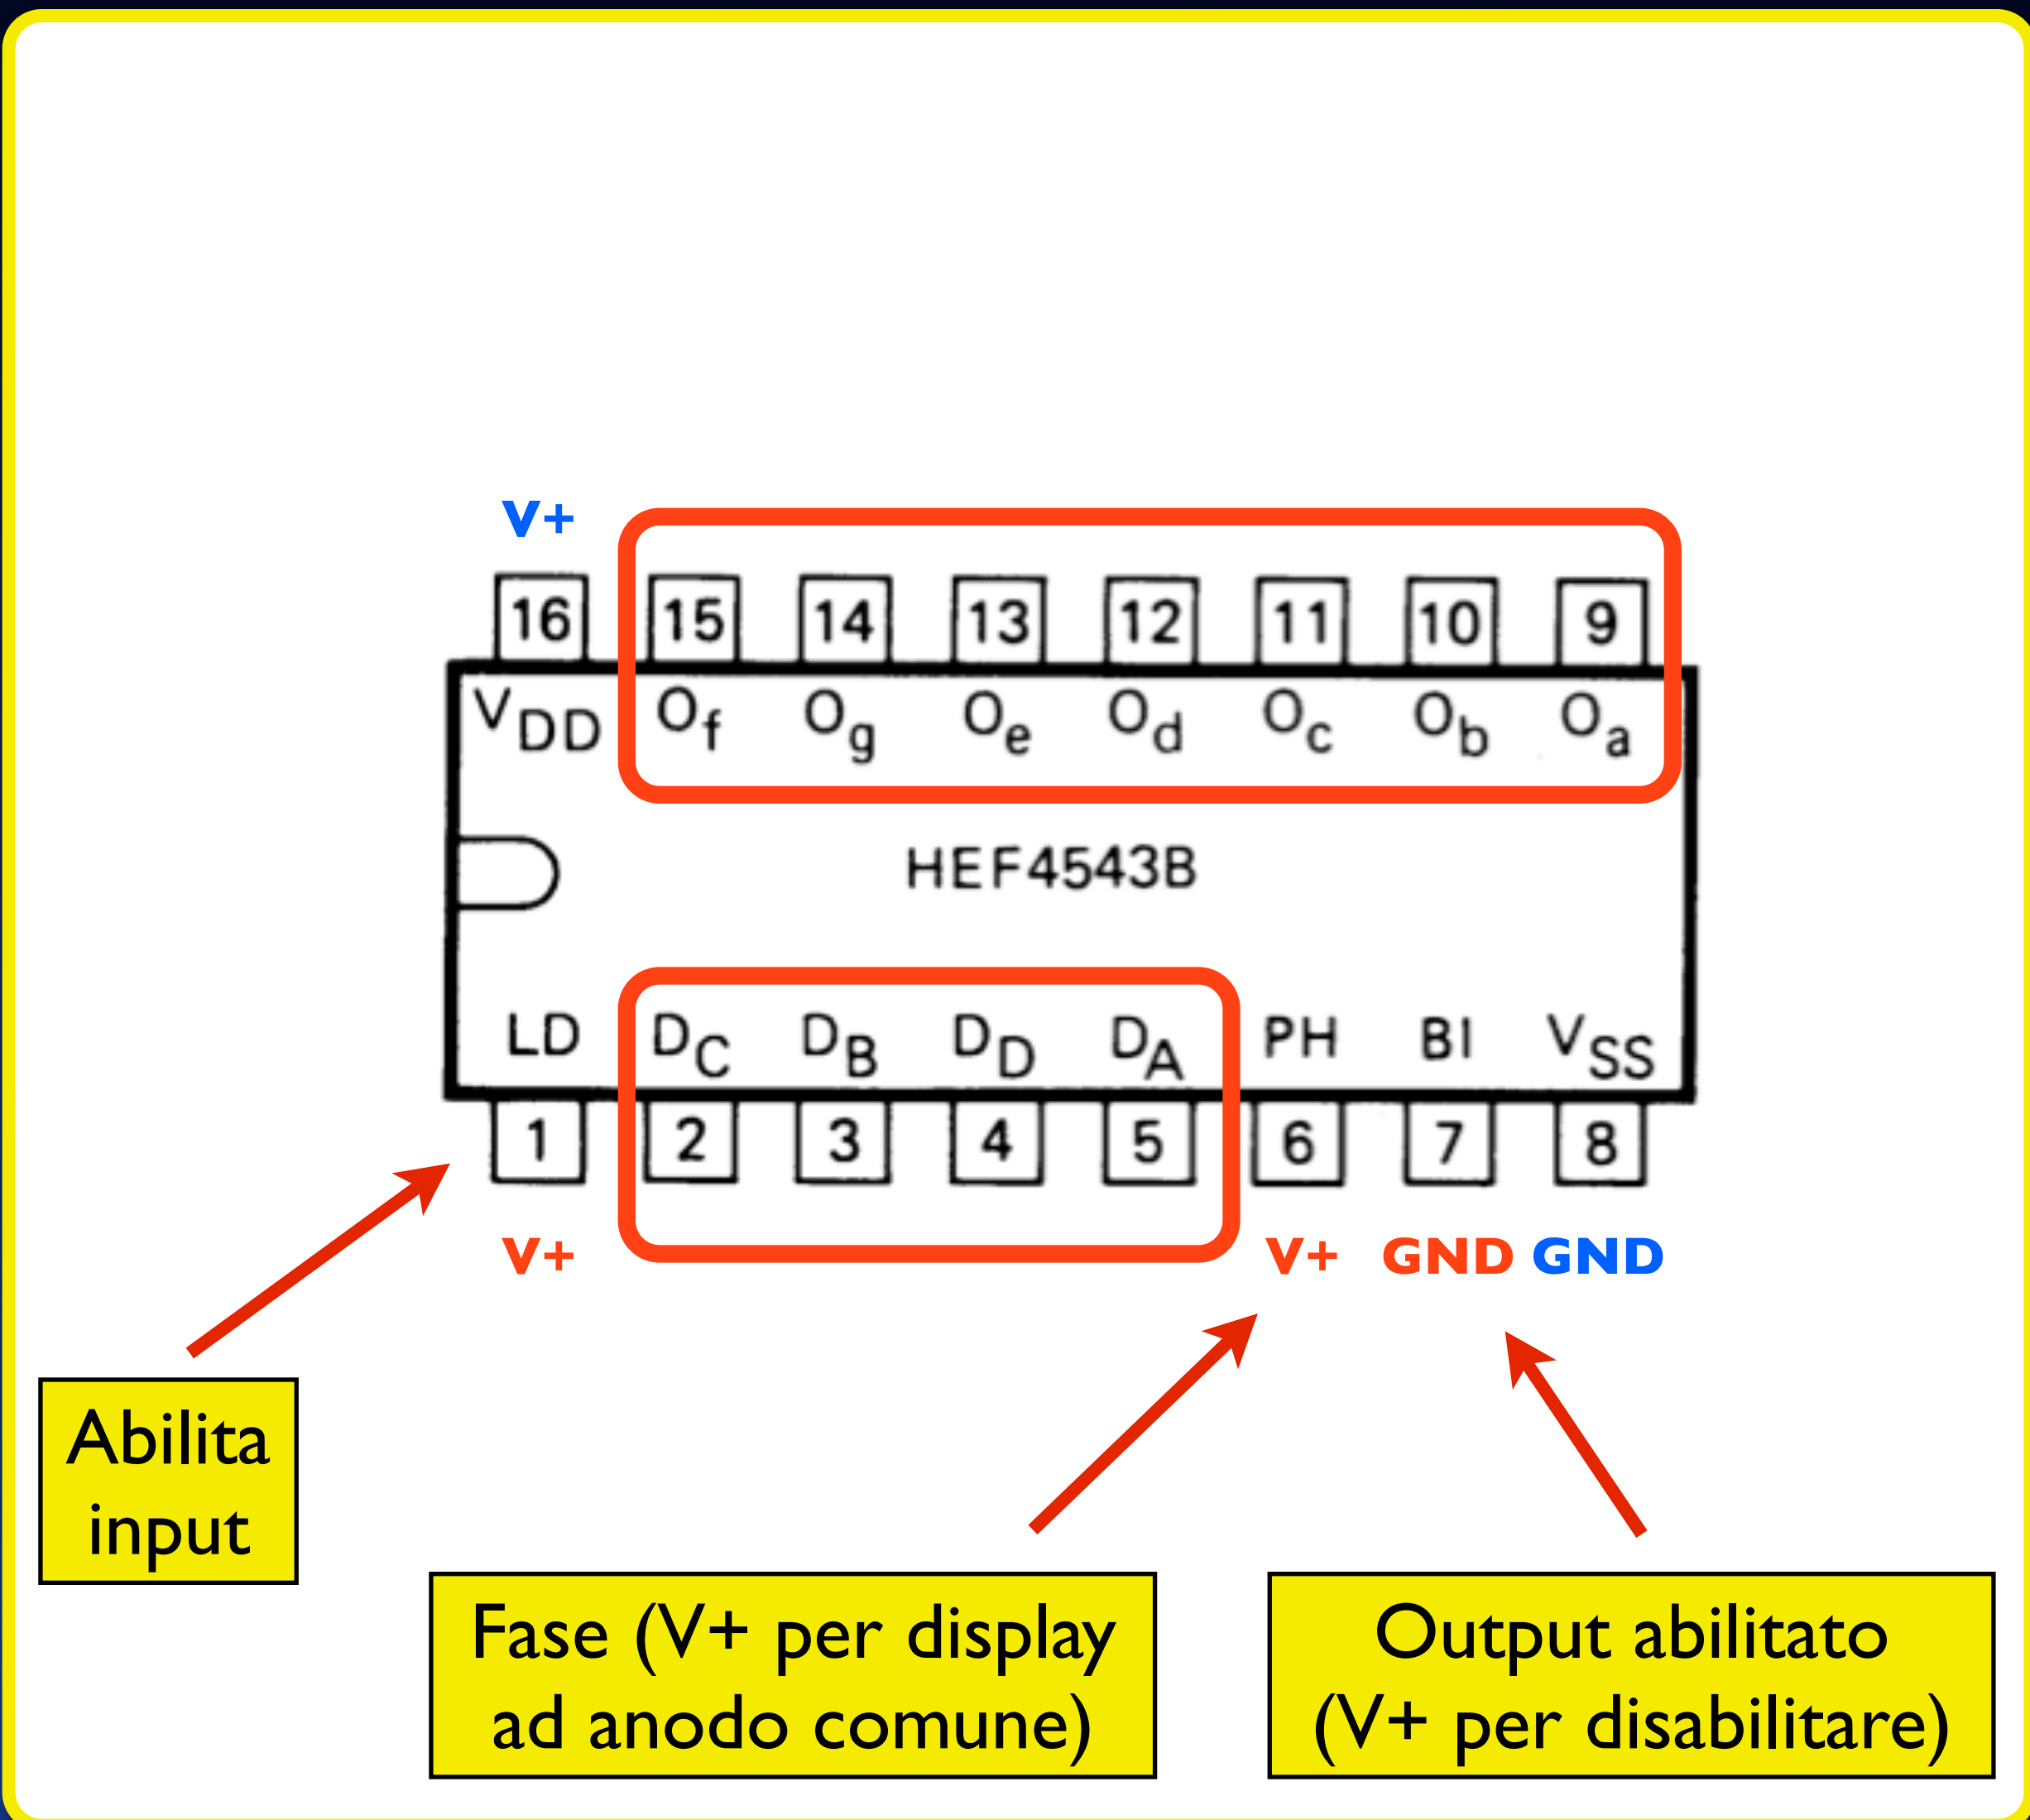 V+
16 15 14 13 12 11 10 9
VDD Of Og Oe Od Oc Ob Oa
HEF4543B
LD DC DB DD DA PH BI VSS
1 2 3 4 5 6 7 8
V+ V+ GND GND
Abilita
input
Fase (V+ per display
ad anodo comune)
Output abilitato
(V+ per disabilitare)